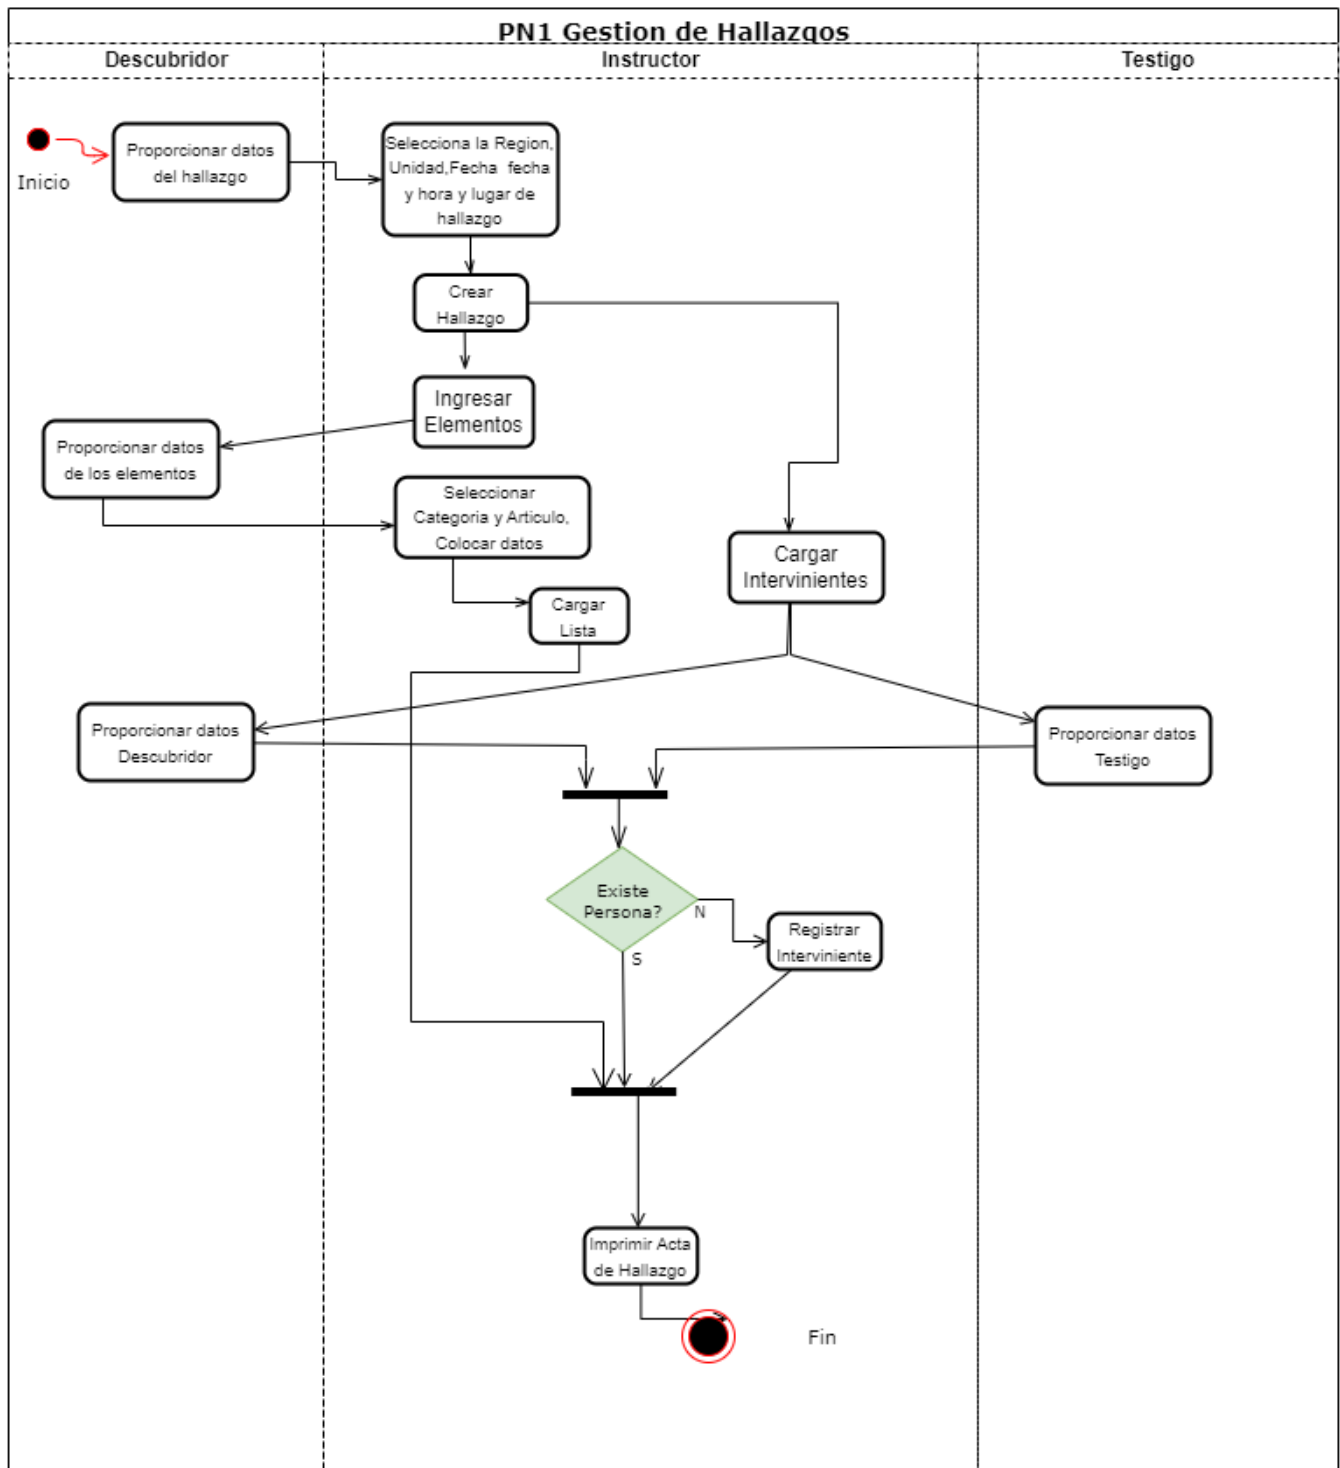 PN1 Gestion de Hallazgos
Descubridor
Instructor
Testigo
Inicio
Proporcionar datos
del hallazgo
Selecciona la Region,
Unidad,Fecha fecha
y hora y lugar de
hallazgo
Crear
Hallazgo
Ingresar
Elementos
Proporcionar datos
de los elementos
Seleccionar
Categoria y Articulo,
Colocar datos
Cargar
Lista
Cargar
Intervinientes
Proporcionar datos
Descubridor
Proporcionar datos
Testigo
Existe
Persona?
N
S
Registrar
Interviniente
Imprimir Acta
de Hallazgo
Fin